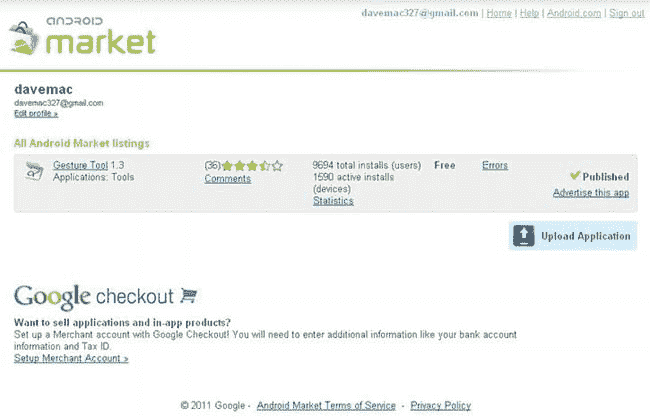 davemac327@gmail.com | Home | Help | Android.com | Sign out
ANDROID
market
davemac
davemac327@gmail.com
Edit profile »
All Android Market listings
Gesture Tool 1.3
Applications: Tools
(36)
Comments
9694 total installs (users)
1590 active installs
(devices)
Statistics
Free
Errors
Published
Advertise this app
Upload Application
Google checkout
Want to sell applications and in-app products?
Set up a Merchant account with Google Checkout! You will need to enter additional information like your bank account
information and Tax ID.
Setup Merchant Account »
© 2011 Google - Android Market Terms of Service - Privacy Policy